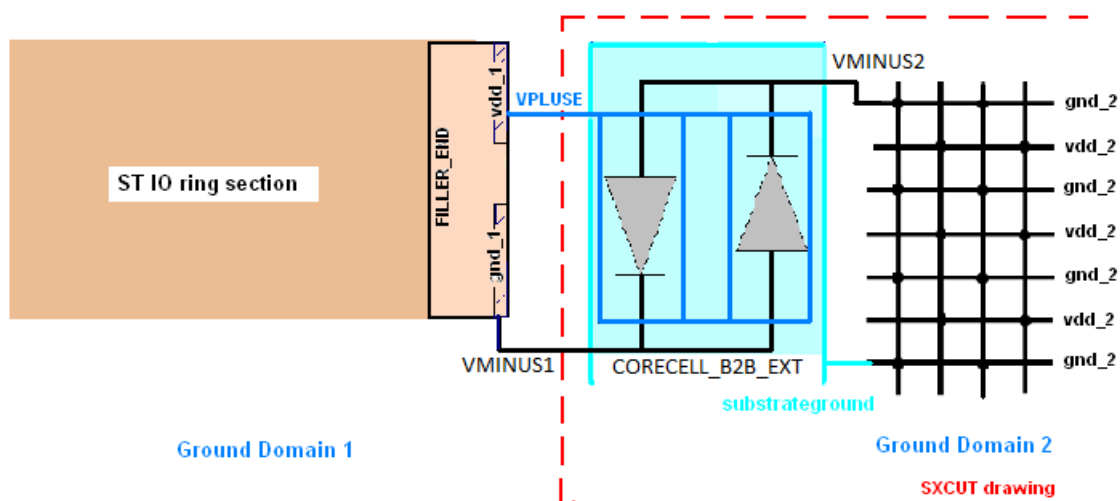 VMINUS2
vdd_1
VPLUSE
gnd_2
vdd_2
ST IO ring section
FILLER_END
gnd_2
vdd_2
gnd_1
gnd_2
vdd_2
VMINUS1
CORECELL_B2B_EXT
gnd_2
substrateground
Ground Domain 1
Ground Domain 2
SXCUT drawing